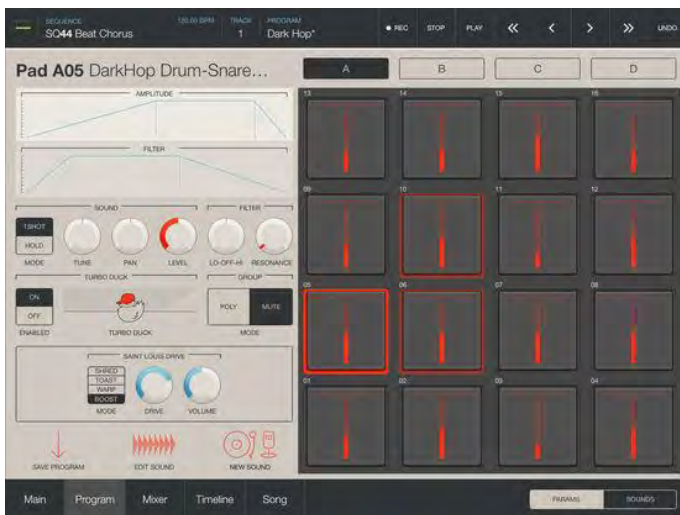 SEQUENCE
SQ44 Beat Chorus
120.00 BPM
TRACK
1
PROGRAM
Dark Hop*
REC
STOP
PLAY
UNDO
Pad A05 DarkHop Drum-Snare...
A
B
C
D
AMPLITUDE
FILTER
SOUND
FILTER
1SHOT
HOLD
MODE
TUNE
PAN
LEVEL
LO-OFF-HI
RESONANCE
TURBO DUCK
GROUP
ON
OFF
ENABLED
TURBO DUCK
POLY
MUTE
MODE
SAINT LOUIS DRIVE
SHRED
TOAST
WARP
BOOST
MODE
DRIVE
VOLUME
SAVE PROGRAM
EDIT SOUND
NEW SOUND
13
14
15
16
09
10
11
12
05
06
07
08
01
02
03
04
Main
Program
Mixer
Timeline
Song
PARAMS
SOUNDS